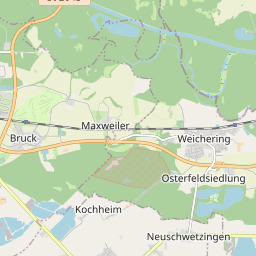 Maxweiler
Bruck
Weichering
Osterfeldsiedlung
Kochheim
Neuschwetzingen